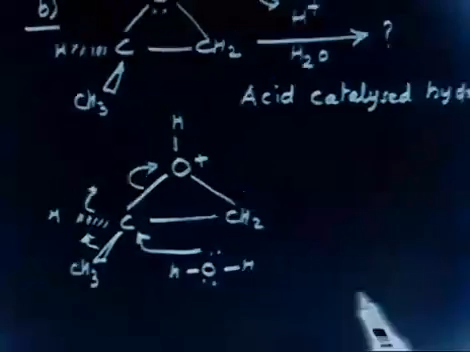 b)
H⁺
H C CH₂ H₂O ?
CH₃
Acid catalysed hyd
H
O⁺
H C CH₂
CH₃ H-Ö-H